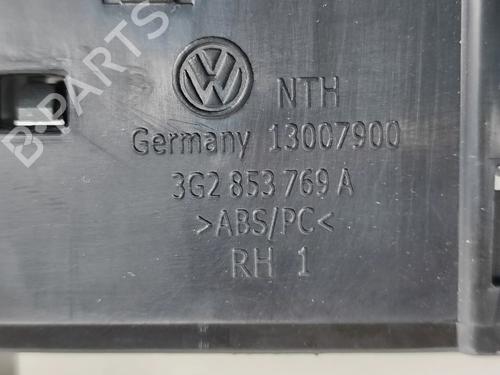 B-PARTS
NTH
Germany 13007900
3G2 853 769 A
>ABS/PC<
RH 1